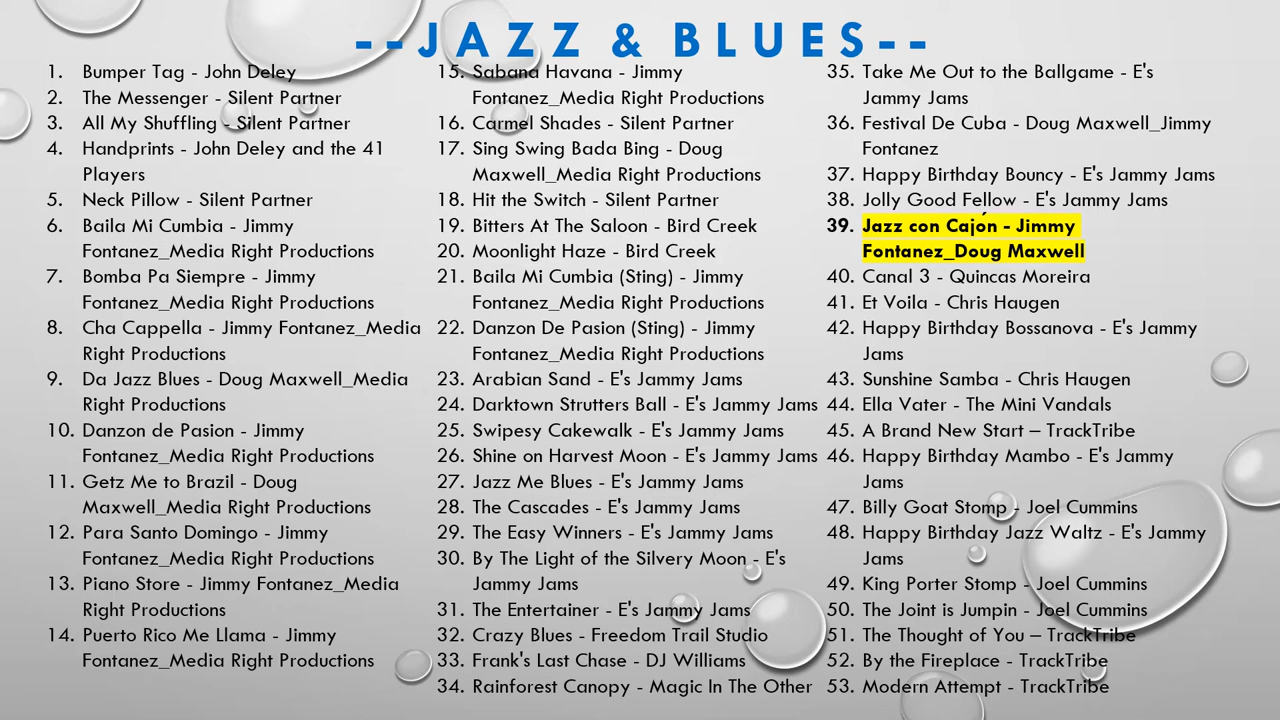 --JAZZ & BLUES--
1. Bumper Tag - John Deley
2. The Messenger - Silent Partner
3. All My Shuffling - Silent Partner
4. Handprints - John Deley and the 41
Players
5. Neck Pillow - Silent Partner
6. Baila Mi Cumbia - Jimmy
Fontanez_Media Right Productions
7. Bomba Pa Siempre - Jimmy
Fontanez_Media Right Productions
8. Cha Cappella - Jimmy Fontanez_Media
Right Productions
9. Da Jazz Blues - Doug Maxwell_Media
Right Productions
10. Danzon de Pasion - Jimmy
Fontanez_Media Right Productions
11. Getz Me to Brazil - Doug
Maxwell_Media Right Productions
12. Para Santo Domingo - Jimmy
Fontanez_Media Right Productions
13. Piano Store - Jimmy Fontanez_Media
Right Productions
14. Puerto Rico Me Llama - Jimmy
Fontanez_Media Right Productions
15. Sabana Havana - Jimmy
Fontanez_Media Right Productions
16. Carmel Shades - Silent Partner
17. Sing Swing Bada Bing - Doug
Maxwell_Media Right Productions
18. Hit the Switch - Silent Partner
19. Bitters At The Saloon - Bird Creek
20. Moonlight Haze - Bird Creek
21. Baila Mi Cumbia (Sting) - Jimmy
Fontanez_Media Right Productions
22. Danzon De Pasion (Sting) - Jimmy
Fontanez_Media Right Productions
23. Arabian Sand - E's Jammy Jams
24. Darktown Strutters Ball - E's Jammy Jams
25. Swipesy Cakewalk - E's Jammy Jams
26. Shine on Harvest Moon - E's Jammy Jams
27. Jazz Me Blues - E's Jammy Jams
28. The Cascades - E's Jammy Jams
29. The Easy Winners - E's Jammy Jams
30. By The Light of the Silvery Moon - E's
Jammy Jams
31. The Entertainer - E's Jammy Jams
32. Crazy Blues - Freedom Trail Studio
33. Frank's Last Chase - DJ Williams
34. Rainforest Canopy - Magic In The Other
35. Take Me Out to the Ballgame - E's
Jammy Jams
36. Festival De Cuba - Doug Maxwell_Jimmy
Fontanez
37. Happy Birthday Bouncy - E's Jammy Jams
38. Jolly Good Fellow - E's Jammy Jams
39. Jazz con Cajón - Jimmy
Fontanez_Doug Maxwell
40. Canal 3 - Quincas Moreira
41. Et Voila - Chris Haugen
42. Happy Birthday Bossanova - E's Jammy
Jams
43. Sunshine Samba - Chris Haugen
44. Ella Vater - The Mini Vandals
45. A Brand New Start – TrackTribe
46. Happy Birthday Mambo - E's Jammy
Jams
47. Billy Goat Stomp - Joel Cummins
48. Happy Birthday Jazz Waltz - E's Jammy
Jams
49. King Porter Stomp - Joel Cummins
50. The Joint is Jumpin - Joel Cummins
51. The Thought of You – TrackTribe
52. By the Fireplace - TrackTribe
53. Modern Attempt - TrackTribe